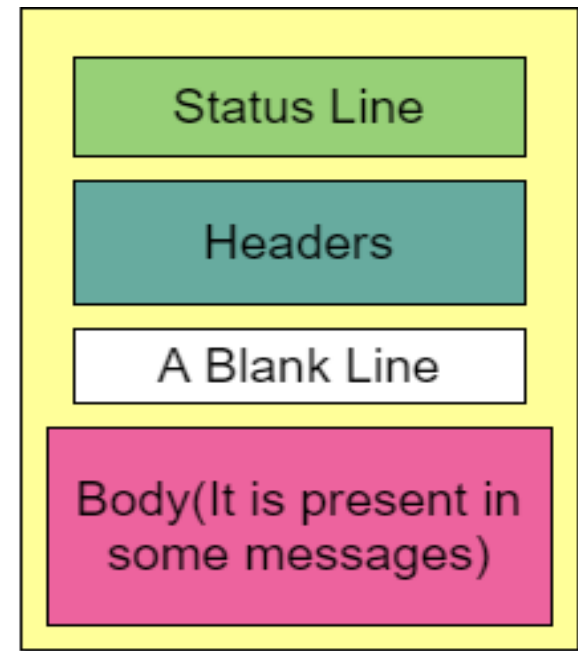 Status Line
Headers
A Blank Line
Body(It is present in
some messages)